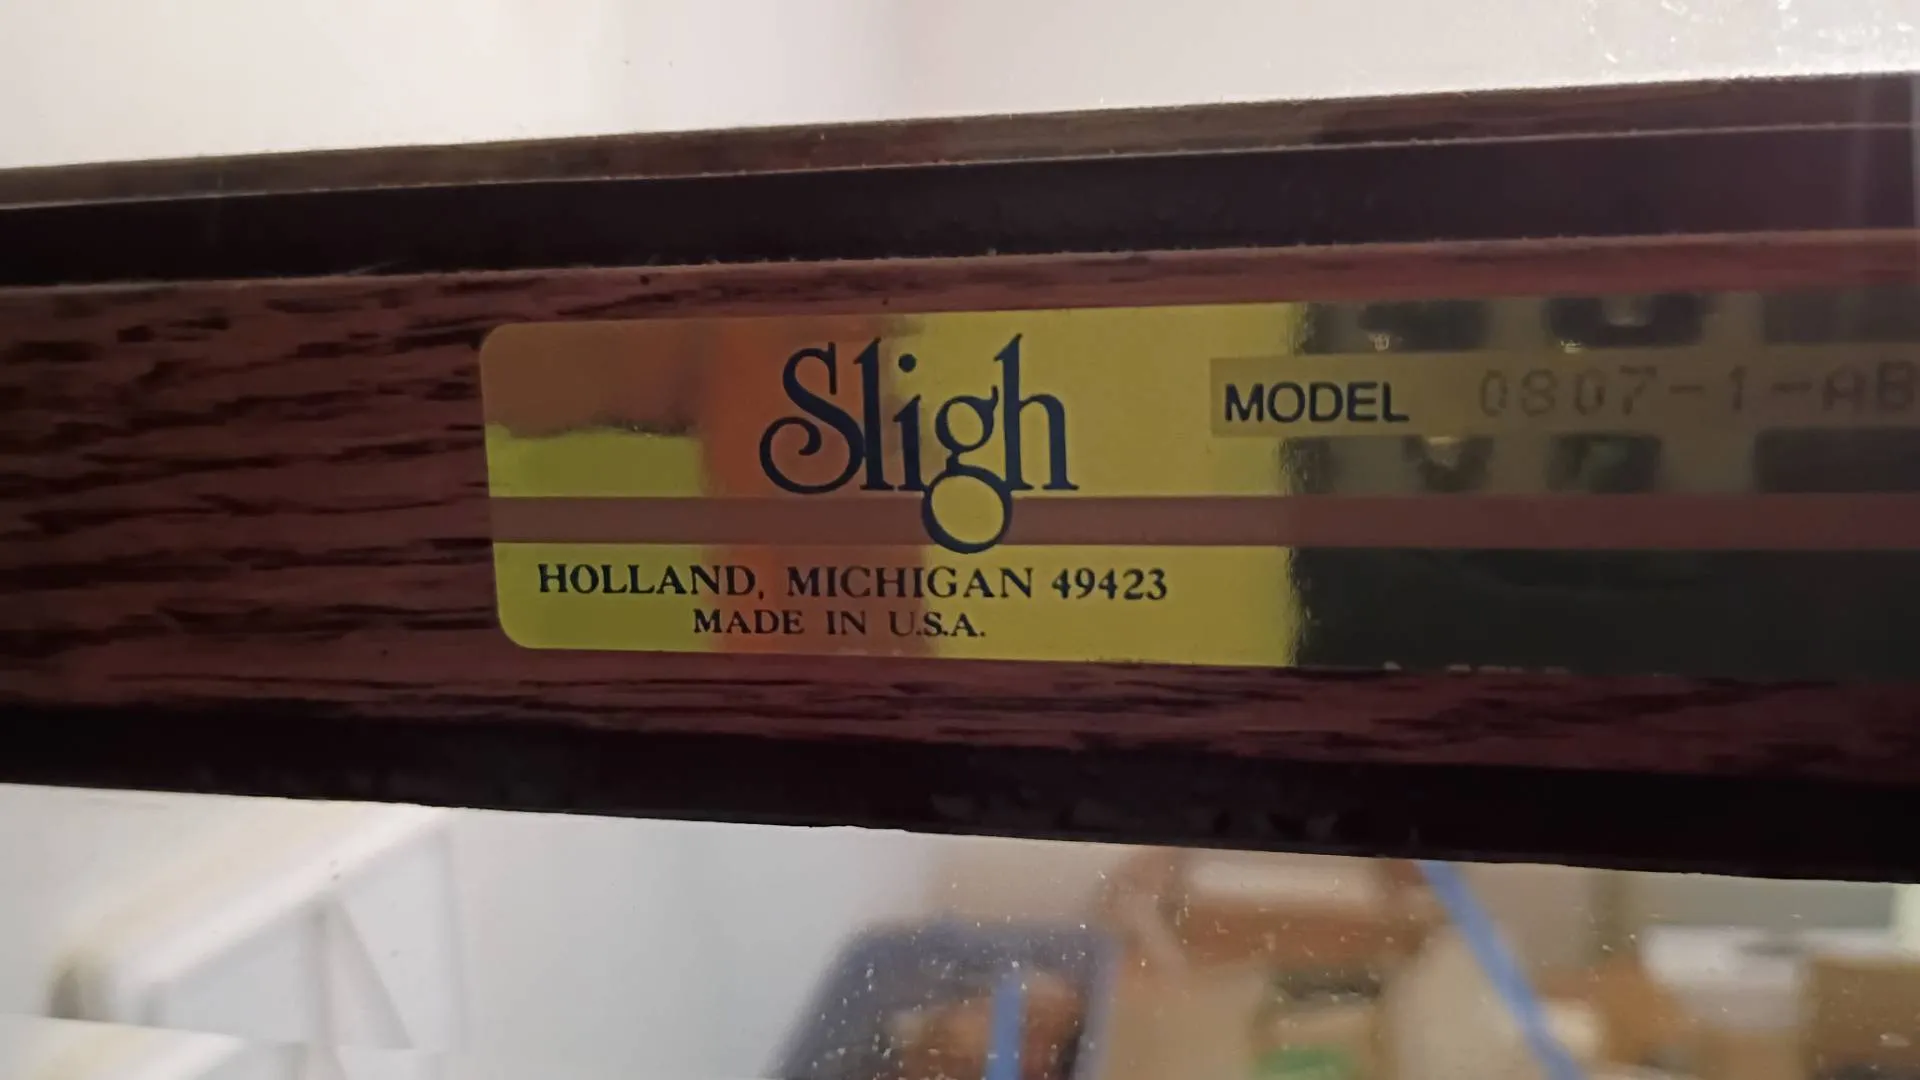 Sligh
MODEL 0807-1-AB
HOLLAND, MICHIGAN 49423
MADE IN U.S.A.